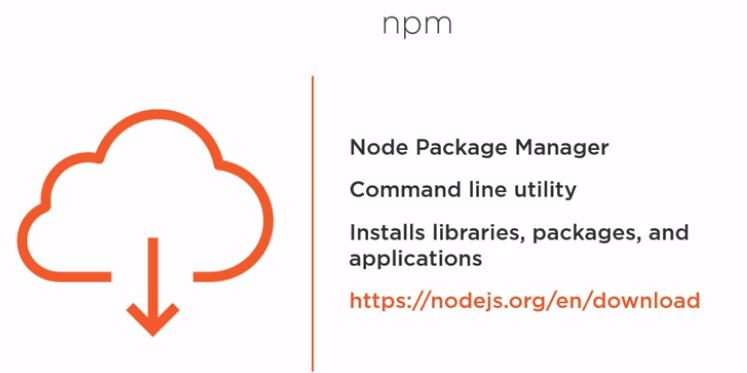 npm
Node Package Manager
Command line utility
Installs libraries, packages, and
applications
https://nodejs.org/en/download